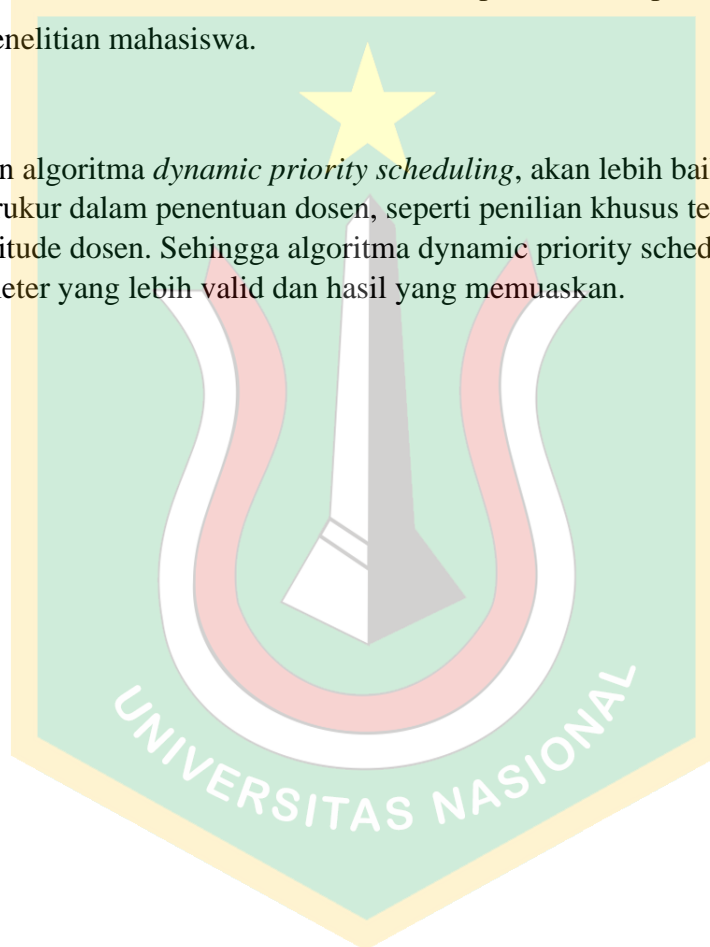 enelitian mahasiswa.
n algoritma dynamic priority scheduling, akan lebih bai
rukur dalam penentuan dosen, seperti penilian khusus te
itude dosen. Sehingga algoritma dynamic priority sched
eter yang lebih valid dan hasil yang memuaskan.
UNIVERSITAS NASIONAL